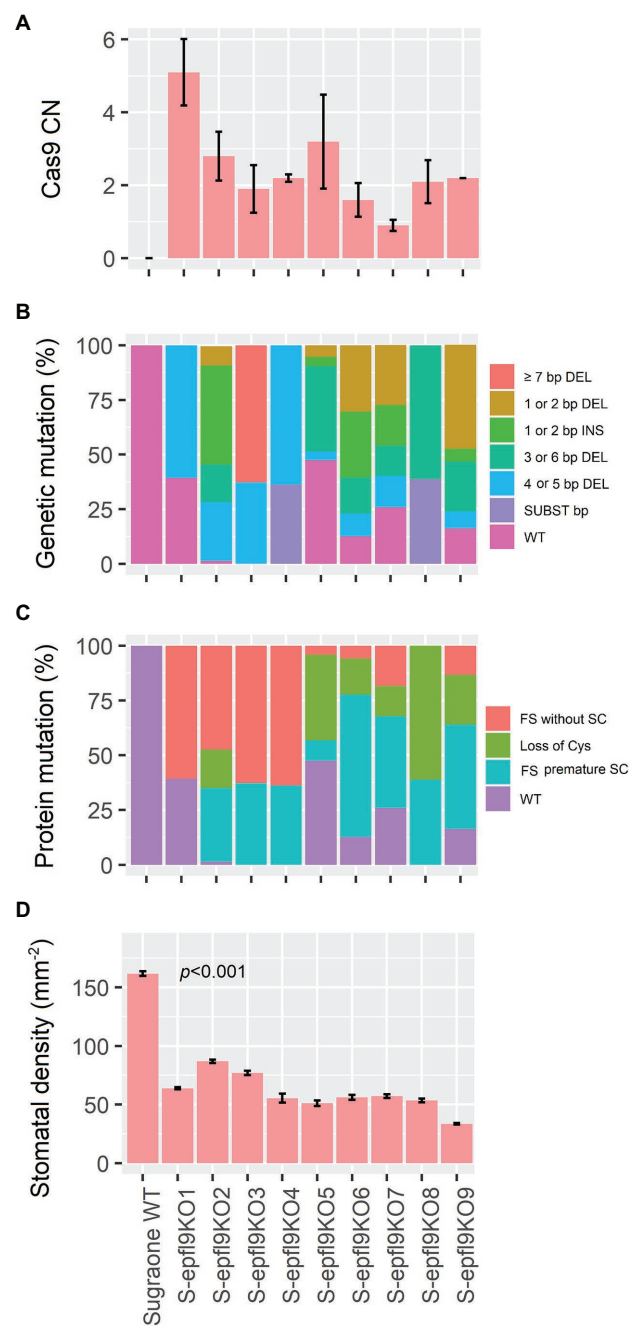 A
Cas9 CN
6
4
2
0
B
Genetic mutation (%)
100
75
50
25
0
≥ 7 bp DEL
1 or 2 bp DEL
1 or 2 bp INS
3 or 6 bp DEL
4 or 5 bp DEL
SUBST bp
WT
C
Protein mutation (%)
100
75
50
25
0
FS without SC
Loss of Cys
FS premature SC
WT
D
Stomatal density (mm⁻²)
150
100
50
0
p<0.001
Sugraone WT
S-epfl9KO1
S-epfl9KO2
S-epfl9KO3
S-epfl9KO4
S-epfl9KO5
S-epfl9KO6
S-epfl9KO7
S-epfl9KO8
S-epfl9KO9